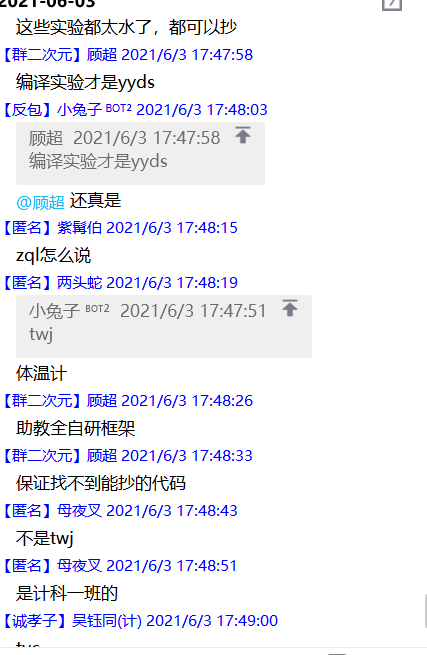 2021-06-03
这些实验都太水了，都可以抄
【群二次元】顾超 2021/6/3 17:47:58
编译实验才是yyds
【反包】小兔子 BOT2 2021/6/3 17:48:03
顾超 2021/6/3 17:47:58
编译实验才是yyds
@顾超 还真是
【匿名】紫髯伯 2021/6/3 17:48:15
zql怎么说
【匿名】两头蛇 2021/6/3 17:48:19
小兔子 BOT2 2021/6/3 17:47:51
twj
体温计
【群二次元】顾超 2021/6/3 17:48:26
助教全自研框架
【群二次元】顾超 2021/6/3 17:48:33
保证找不到能抄的代码
【匿名】母夜叉 2021/6/3 17:48:43
不是twj
【匿名】母夜叉 2021/6/3 17:48:51
是计科一班的
【诚孝子】吴钰同(计) 2021/6/3 17:49:00